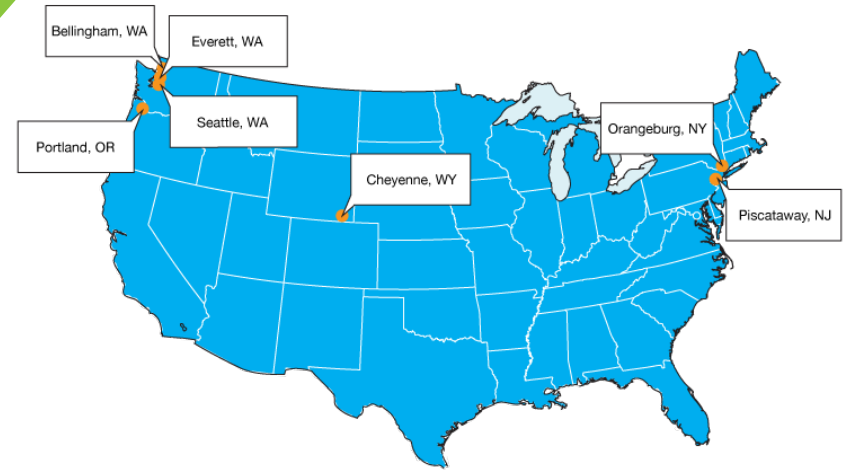 Bellingham, WA
Everett, WA
Seattle, WA
Portland, OR
Cheyenne, WY
Orangeburg, NY
Piscataway, NJ